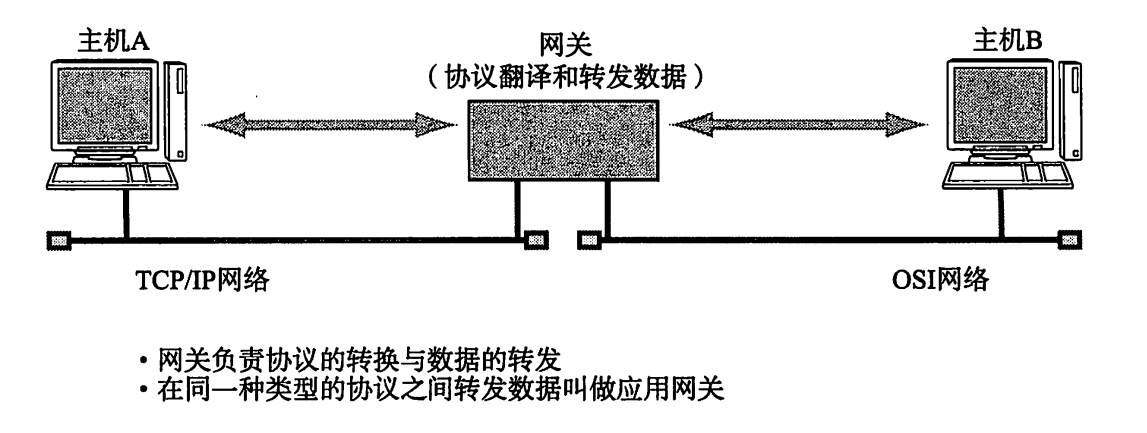 主机A
网关
（协议翻译和转发数据）
主机B
TCP/IP网络
OSI网络
·网关负责协议的转换与数据的转发
·在同一种类型的协议之间转发数据叫做应用网关